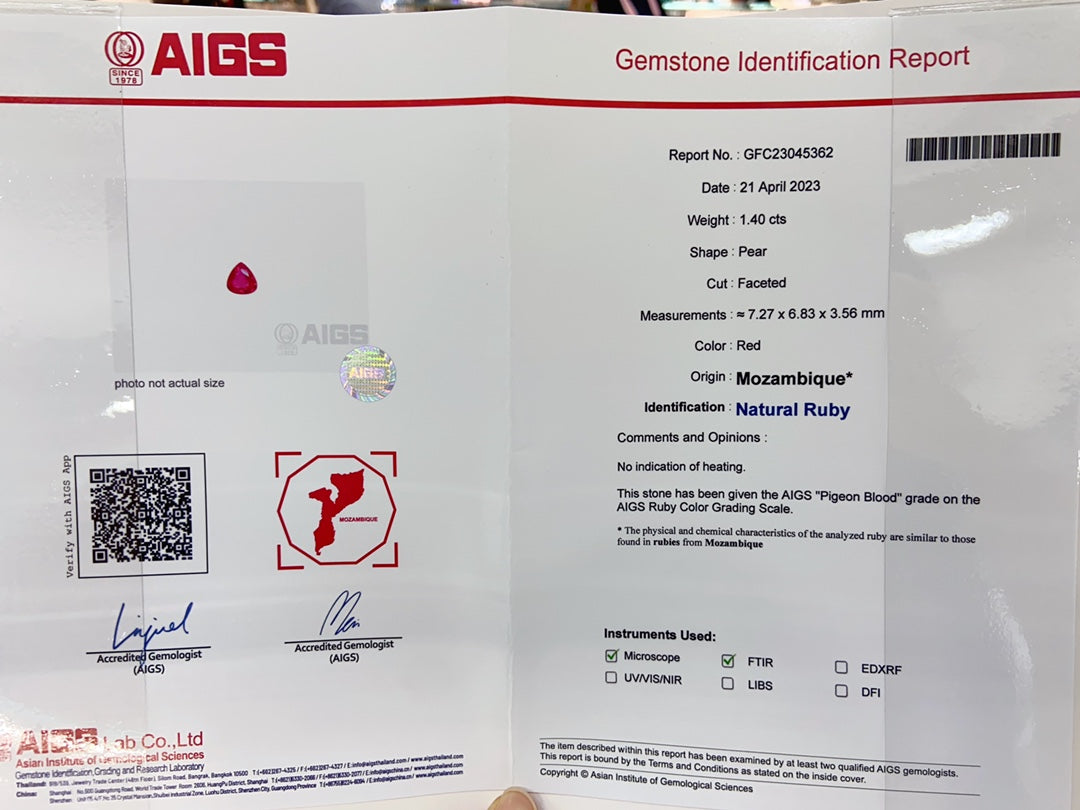 AIGS
SINCE
1978
Gemstone Identification Report
Report No. : GFC23045362
Date : 21 April 2023
Weight : 1.40 cts
Shape : Pear
Cut : Faceted
Measurements : ≈ 7.27 x 6.83 x 3.56 mm
Color : Red
Origin : Mozambique*
Identification : Natural Ruby
Comments and Opinions :
No indication of heating.
This stone has been given the AIGS "Pigeon Blood" grade on the
AIGS Ruby Color Grading Scale.
* The physical and chemical characteristics of the analyzed ruby are similar to those
found in rubies from Mozambique
AIGS
photo not actual size
AIGS
Verify with AIGS App
MOZAMBIQUE
Accredited Gemologist
(AIGS)
Accredited Gemologist
(AIGS)
Instruments Used:
Microscope
FTIR
EDXRF
UV/VIS/NIR
LIBS
DFI
AIGS Lab Co.,Ltd
Asian Institute of Gemological Sciences
Gemstone Identification, Grading and Research Laboratory
The item described within this report has been examined by at least two qualified AIGS gemologists.
This report is bound by the Terms and Conditions as stated on the inside cover.
Copyright © Asian Institute of Gemological Sciences